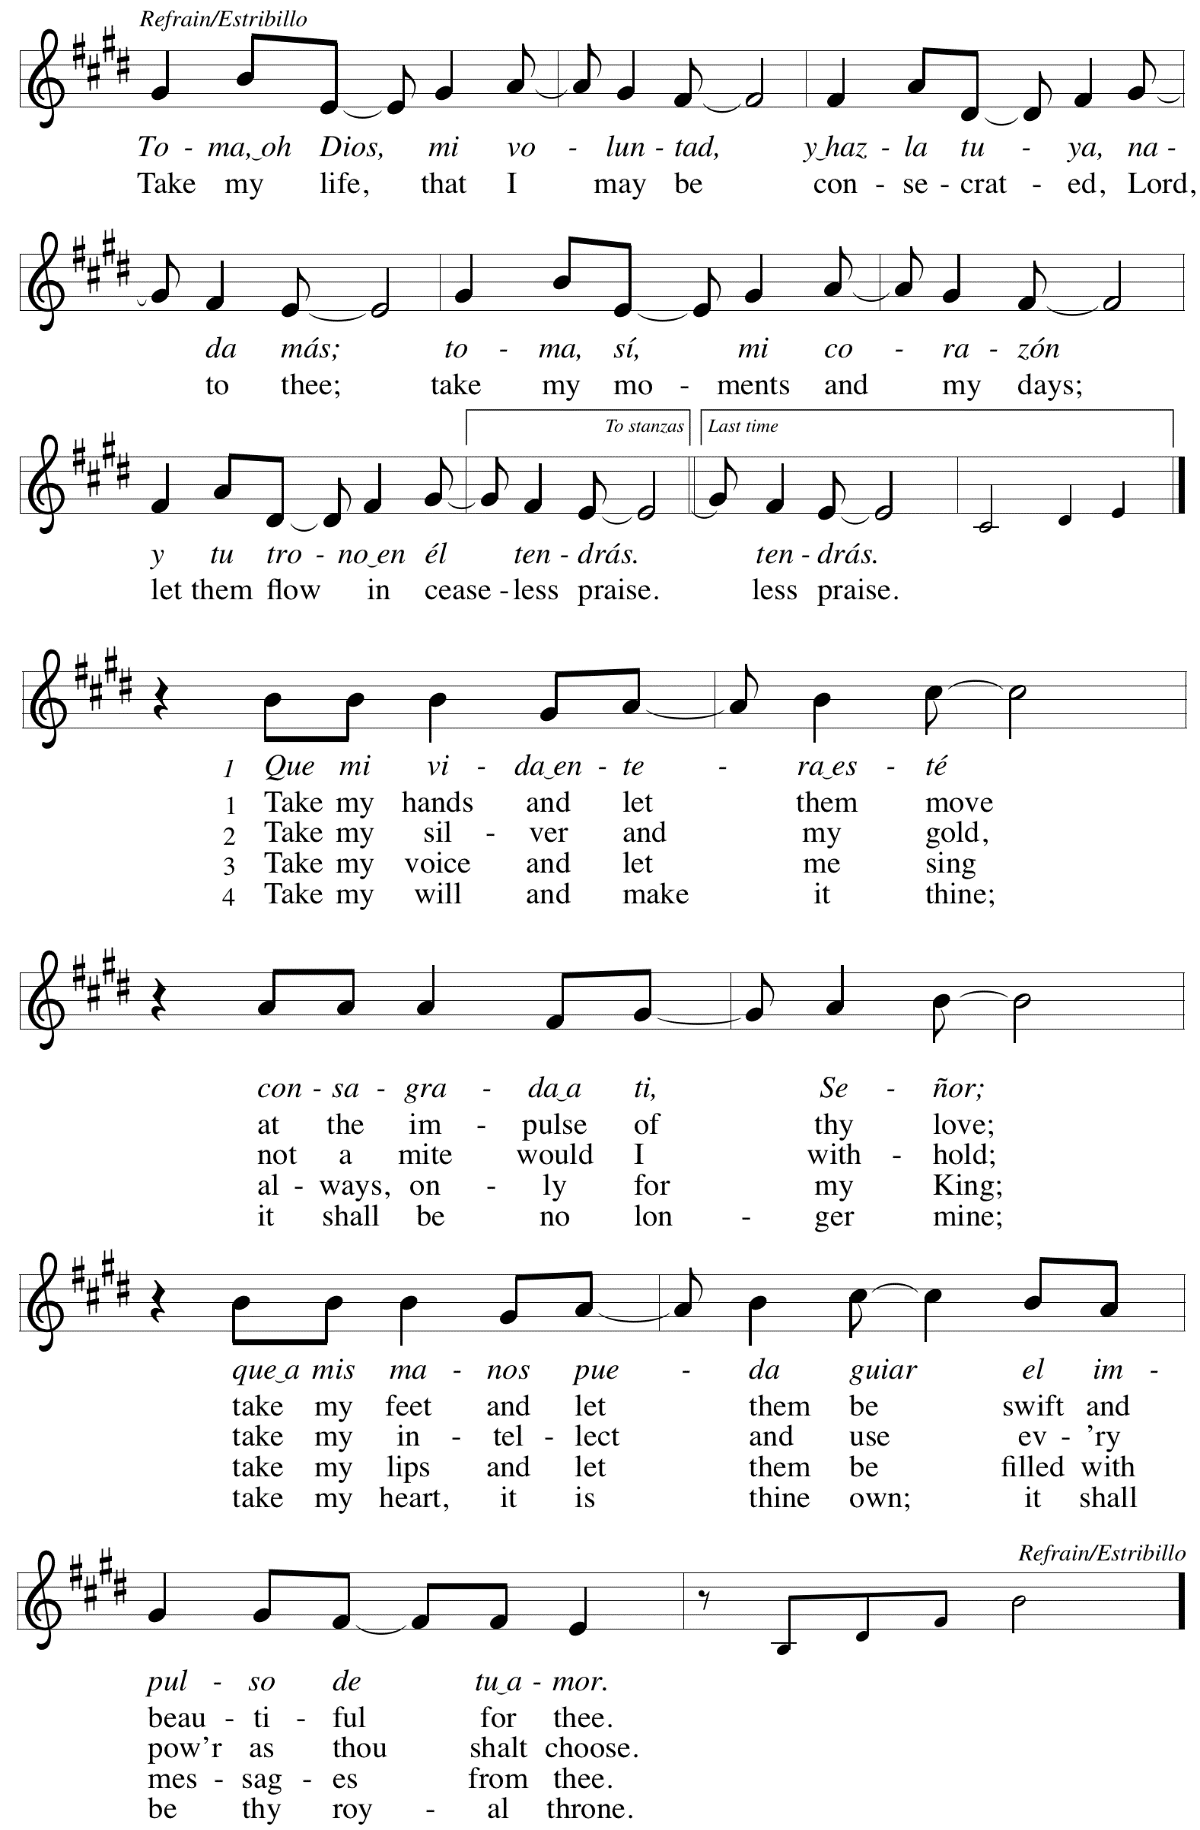 Refrain/Estribillo
To - ma, oh Dios, mi vo - lun - tad, y haz - la tu - ya, na -
Take my life, that I may be con - se - crat - ed, Lord,
da más; to - ma, sí, mi co - ra - zón
to thee; take my mo - ments and my days;
To stanzas Last time
y tu tro - no en él ten - drás. ten - drás.
let them flow in cease - less praise. less praise.
1 Que mi vi - da en - te - ra es - té
1 Take my hands and let them move
2 Take my sil - ver and my gold,
3 Take my voice and let me sing
4 Take my will and make it thine;
con - sa - gra - da a ti, Se - ñor;
at the im - pulse of thy love;
not a mite would I with - hold;
al - ways, on - ly for my King;
it shall be no lon - ger mine;
que a mis ma - nos pue - da guiar el im -
take my feet and let them be swift and
take my in - tel - lect and use ev - 'ry
take my lips and let them be filled with
take my heart, it is thine own; it shall
Refrain/Estribillo
pul - so de tu a - mor.
beau - ti - ful for thee.
pow'r as thou shalt choose.
mes - sag - es from thee.
be thy roy - al throne.